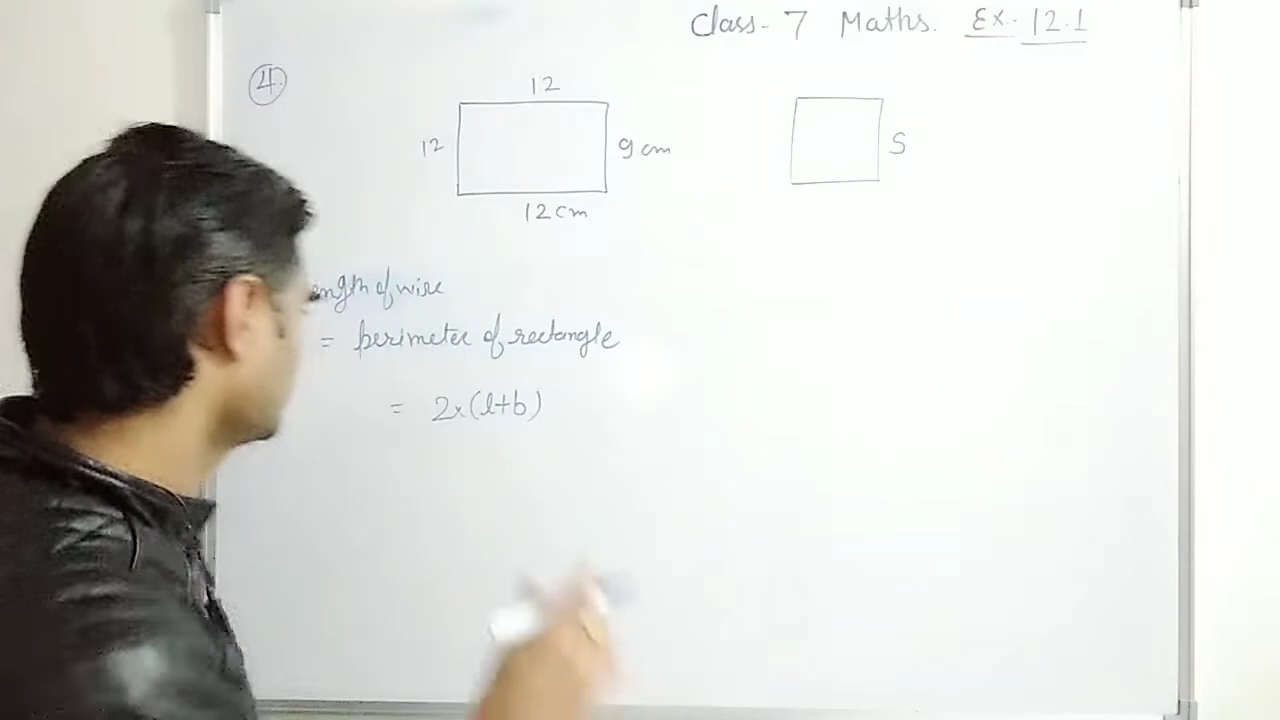 Class-7 Maths. Ex. 12.1
4.
12
12
9 cm
S
12 cm
ength of wire
= perimeter of rectangle
= 2×(l+b)